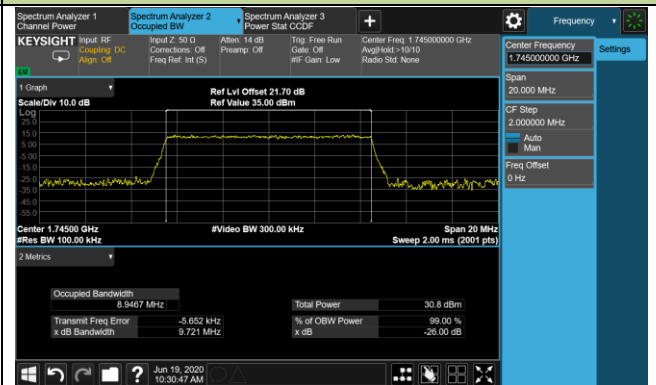 Spectrum Analyzer 1
Channel Power
Spectrum Analyzer 2
Occupied BW
Spectrum Analyzer 3
Power Stat CCDF
+
Frequency
KEYSIGHT
Input: RF
Coupling: DC
Align: Off
Input Z: 50 Ω
Corrections: Off
Freq Ref: Int (S)
Atten: 14 dB
Preamp: Off
Trig: Free Run
Gate: Off
#IF Gain: Low
Center Freq: 1.745000000 GHz
Avg|Hold:>10/10
Radio Std: None
LVI
Center Frequency
1.745000000 GHz
Settings
Span
20.000 MHz
CF Step
2.000000 MHz
Auto
Man
Freq Offset
0 Hz
1 Graph
Scale/Div 10.0 dB
Ref Lvl Offset 21.70 dB
Ref Value 35.00 dBm
Log
25.0
15.0
5.00
-5.00
-15.0
-25.0
-35.0
-45.0
-55.0
Center 1.74500 GHz
#Video BW 300.00 kHz
Span 20 MHz
#Res BW 100.00 kHz
Sweep 2.00 ms (2001 pts)
2 Metrics
Occupied Bandwidth
8.9467 MHz
Total Power 30.8 dBm
Transmit Freq Error -5.652 kHz
% of OBW Power 99.00 %
x dB Bandwidth 9.721 MHz
x dB -26.00 dB
?
Jun 19, 2020
10:30:47 AM